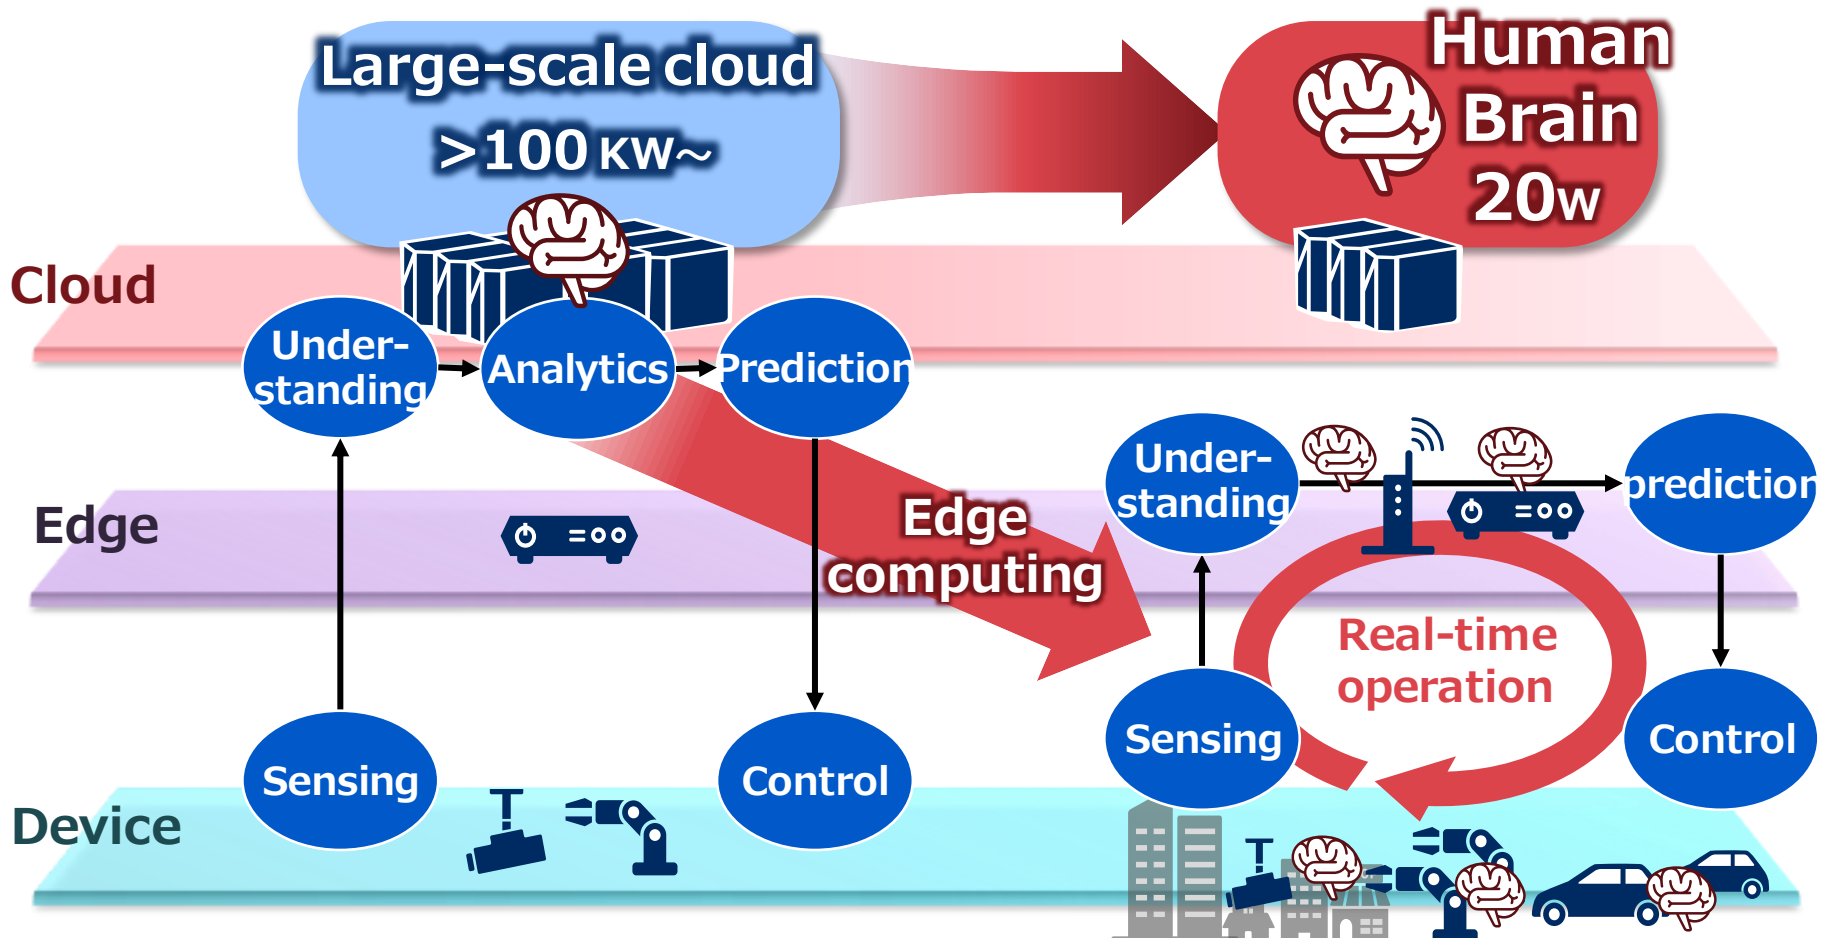 Large-scale cloud
>100 KW～
Human
Brain
20W
Cloud
Under-
standing
Analytics
Prediction
Under-
standing
prediction
Edge
Edge
computing
Real-time
operation
Sensing
Control
Sensing
Control
Device